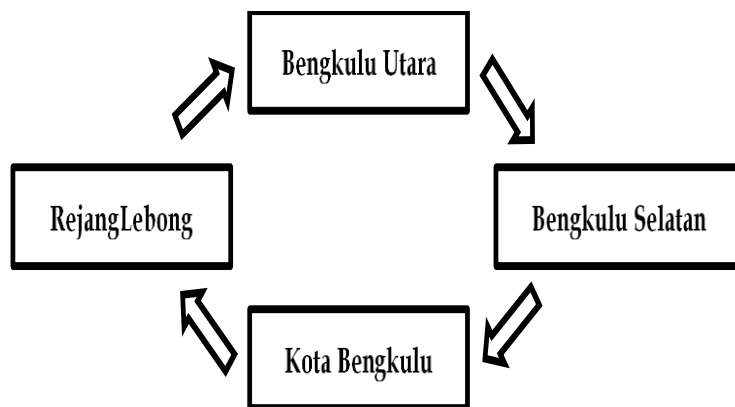 Bengkulu Utara
RejangLebong
Bengkulu Selatan
Kota Bengkulu